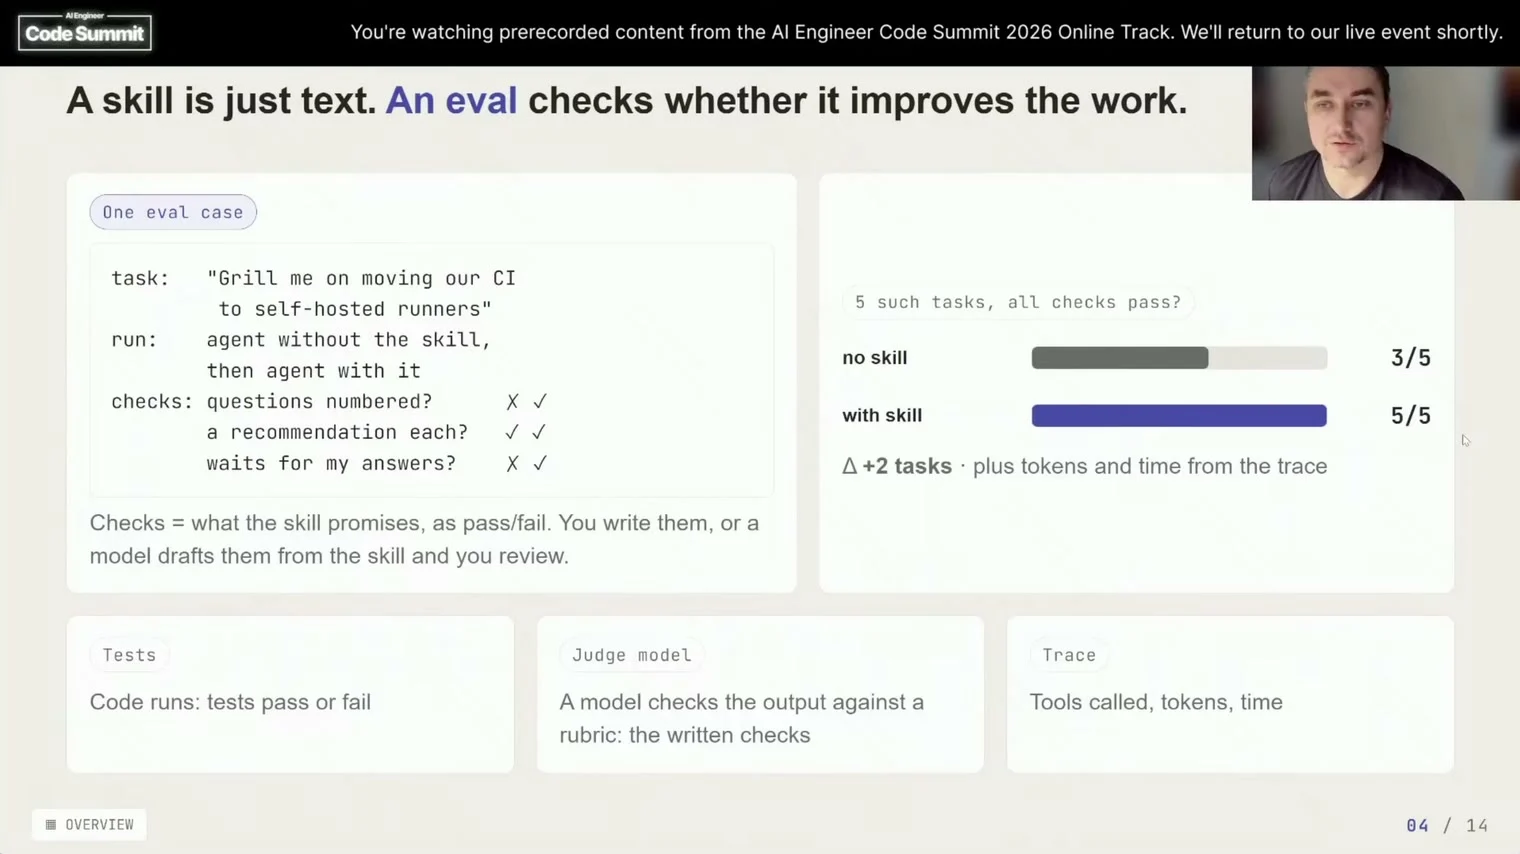 AI Engineer
Code Summit
You're watching prerecorded content from the AI Engineer Code Summit 2026 Online Track. We'll return to our live event shortly.
A skill is just text. An eval checks whether it improves the work.
One eval case
task: "Grill me on moving our CI
to self-hosted runners"
run: agent without the skill,
then agent with it
checks: questions numbered? ✗ ✓
a recommendation each? ✓ ✓
waits for my answers? ✗ ✓
Checks = what the skill promises, as pass/fail. You write them, or a
model drafts them from the skill and you review.
5 such tasks, all checks pass?
no skill 3/5
with skill 5/5
Δ +2 tasks · plus tokens and time from the trace
Tests
Code runs: tests pass or fail
Judge model
A model checks the output against a
rubric: the written checks
Trace
Tools called, tokens, time
OVERVIEW
04 / 14